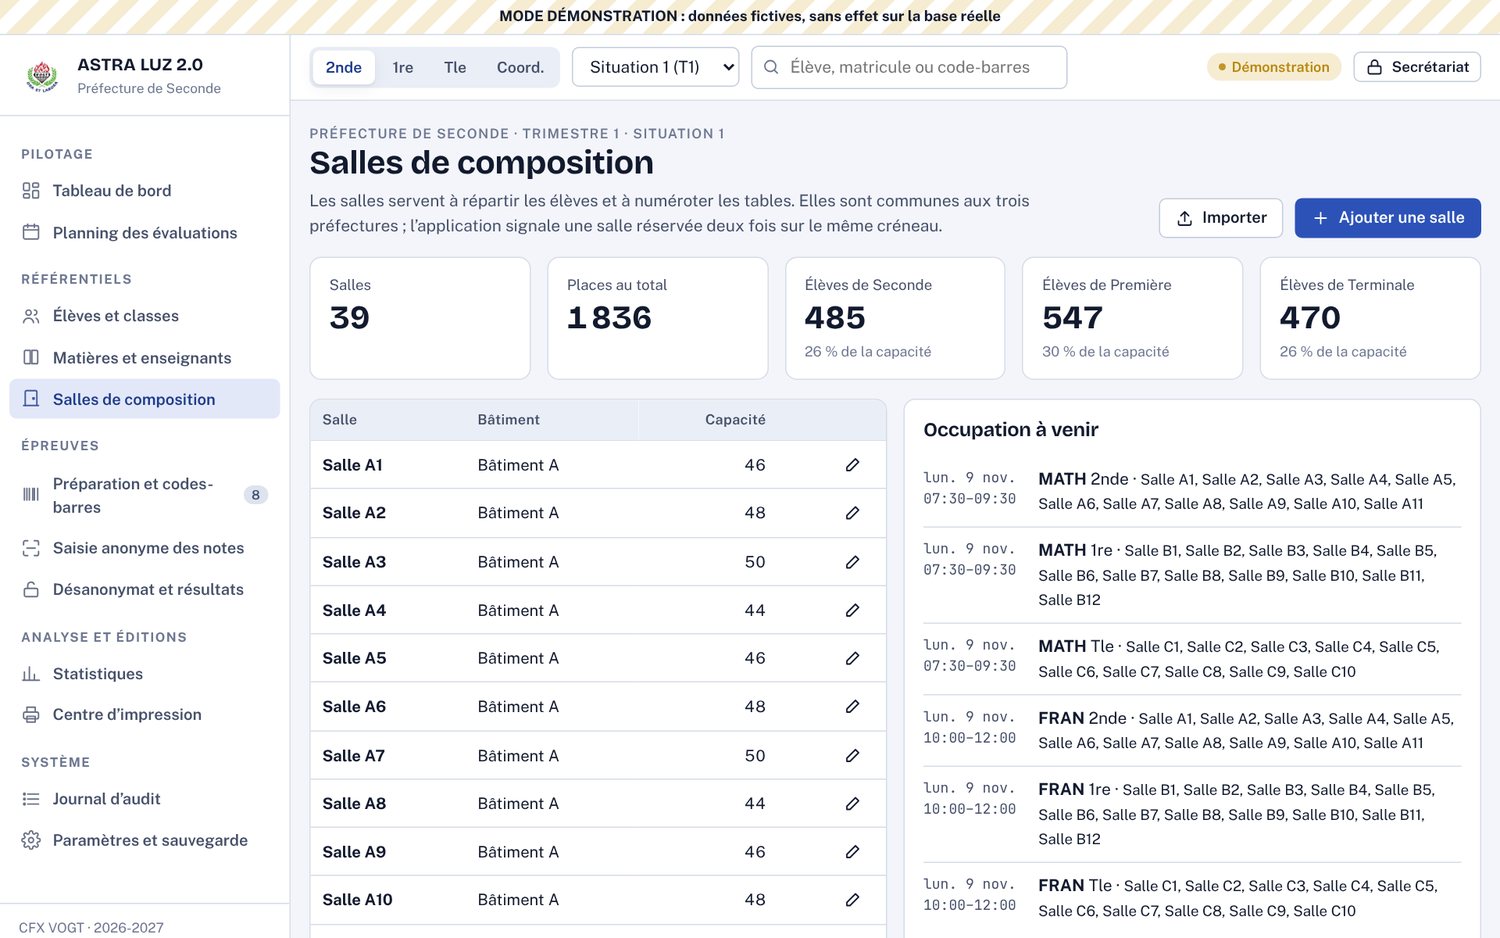 MODE DÉMONSTRATION : données fictives, sans effet sur la base réelle
ASTRA LUZ 2.0
Préfecture de Seconde
2nde
1re
Tle
Coord.
Situation 1 (T1)
Élève, matricule ou code-barres
Démonstration
Secrétariat
PILOTAGE
Tableau de bord
Planning des évaluations
RÉFÉRENTIELS
Élèves et classes
Matières et enseignants
Salles de composition
ÉPREUVES
Préparation et codes-
barres
8
Saisie anonyme des notes
Désanonymat et résultats
ANALYSE ET ÉDITIONS
Statistiques
Centre d’impression
SYSTÈME
Journal d’audit
Paramètres et sauvegarde
CFX VOGT · 2026-2027
PRÉFECTURE DE SECONDE · TRIMESTRE 1 · SITUATION 1
Salles de composition
Les salles servent à répartir les élèves et à numéroter les tables. Elles sont communes aux trois
préfectures ; l’application signale une salle réservée deux fois sur le même créneau.
Importer
Ajouter une salle
Salles
39
Places au total
1 836
Élèves de Seconde
485
26 % de la capacité
Élèves de Première
547
30 % de la capacité
Élèves de Terminale
470
26 % de la capacité
Salle Bâtiment Capacité
Salle A1 Bâtiment A 46
Salle A2 Bâtiment A 48
Salle A3 Bâtiment A 50
Salle A4 Bâtiment A 44
Salle A5 Bâtiment A 46
Salle A6 Bâtiment A 48
Salle A7 Bâtiment A 50
Salle A8 Bâtiment A 44
Salle A9 Bâtiment A 46
Salle A10 Bâtiment A 48
Occupation à venir
lun. 9 nov.
07:30–09:30
MATH 2nde · Salle A1, Salle A2, Salle A3, Salle A4, Salle A5,
Salle A6, Salle A7, Salle A8, Salle A9, Salle A10, Salle A11
lun. 9 nov.
07:30–09:30
MATH 1re · Salle B1, Salle B2, Salle B3, Salle B4, Salle B5,
Salle B6, Salle B7, Salle B8, Salle B9, Salle B10, Salle B11,
Salle B12
lun. 9 nov.
07:30–09:30
MATH Tle · Salle C1, Salle C2, Salle C3, Salle C4, Salle C5,
Salle C6, Salle C7, Salle C8, Salle C9, Salle C10
lun. 9 nov.
10:00–12:00
FRAN 2nde · Salle A1, Salle A2, Salle A3, Salle A4, Salle A5,
Salle A6, Salle A7, Salle A8, Salle A9, Salle A10, Salle A11
lun. 9 nov.
10:00–12:00
FRAN 1re · Salle B1, Salle B2, Salle B3, Salle B4, Salle B5,
Salle B6, Salle B7, Salle B8, Salle B9, Salle B10, Salle B11,
Salle B12
lun. 9 nov.
10:00–12:00
FRAN Tle · Salle C1, Salle C2, Salle C3, Salle C4, Salle C5,
Salle C6, Salle C7, Salle C8, Salle C9, Salle C10